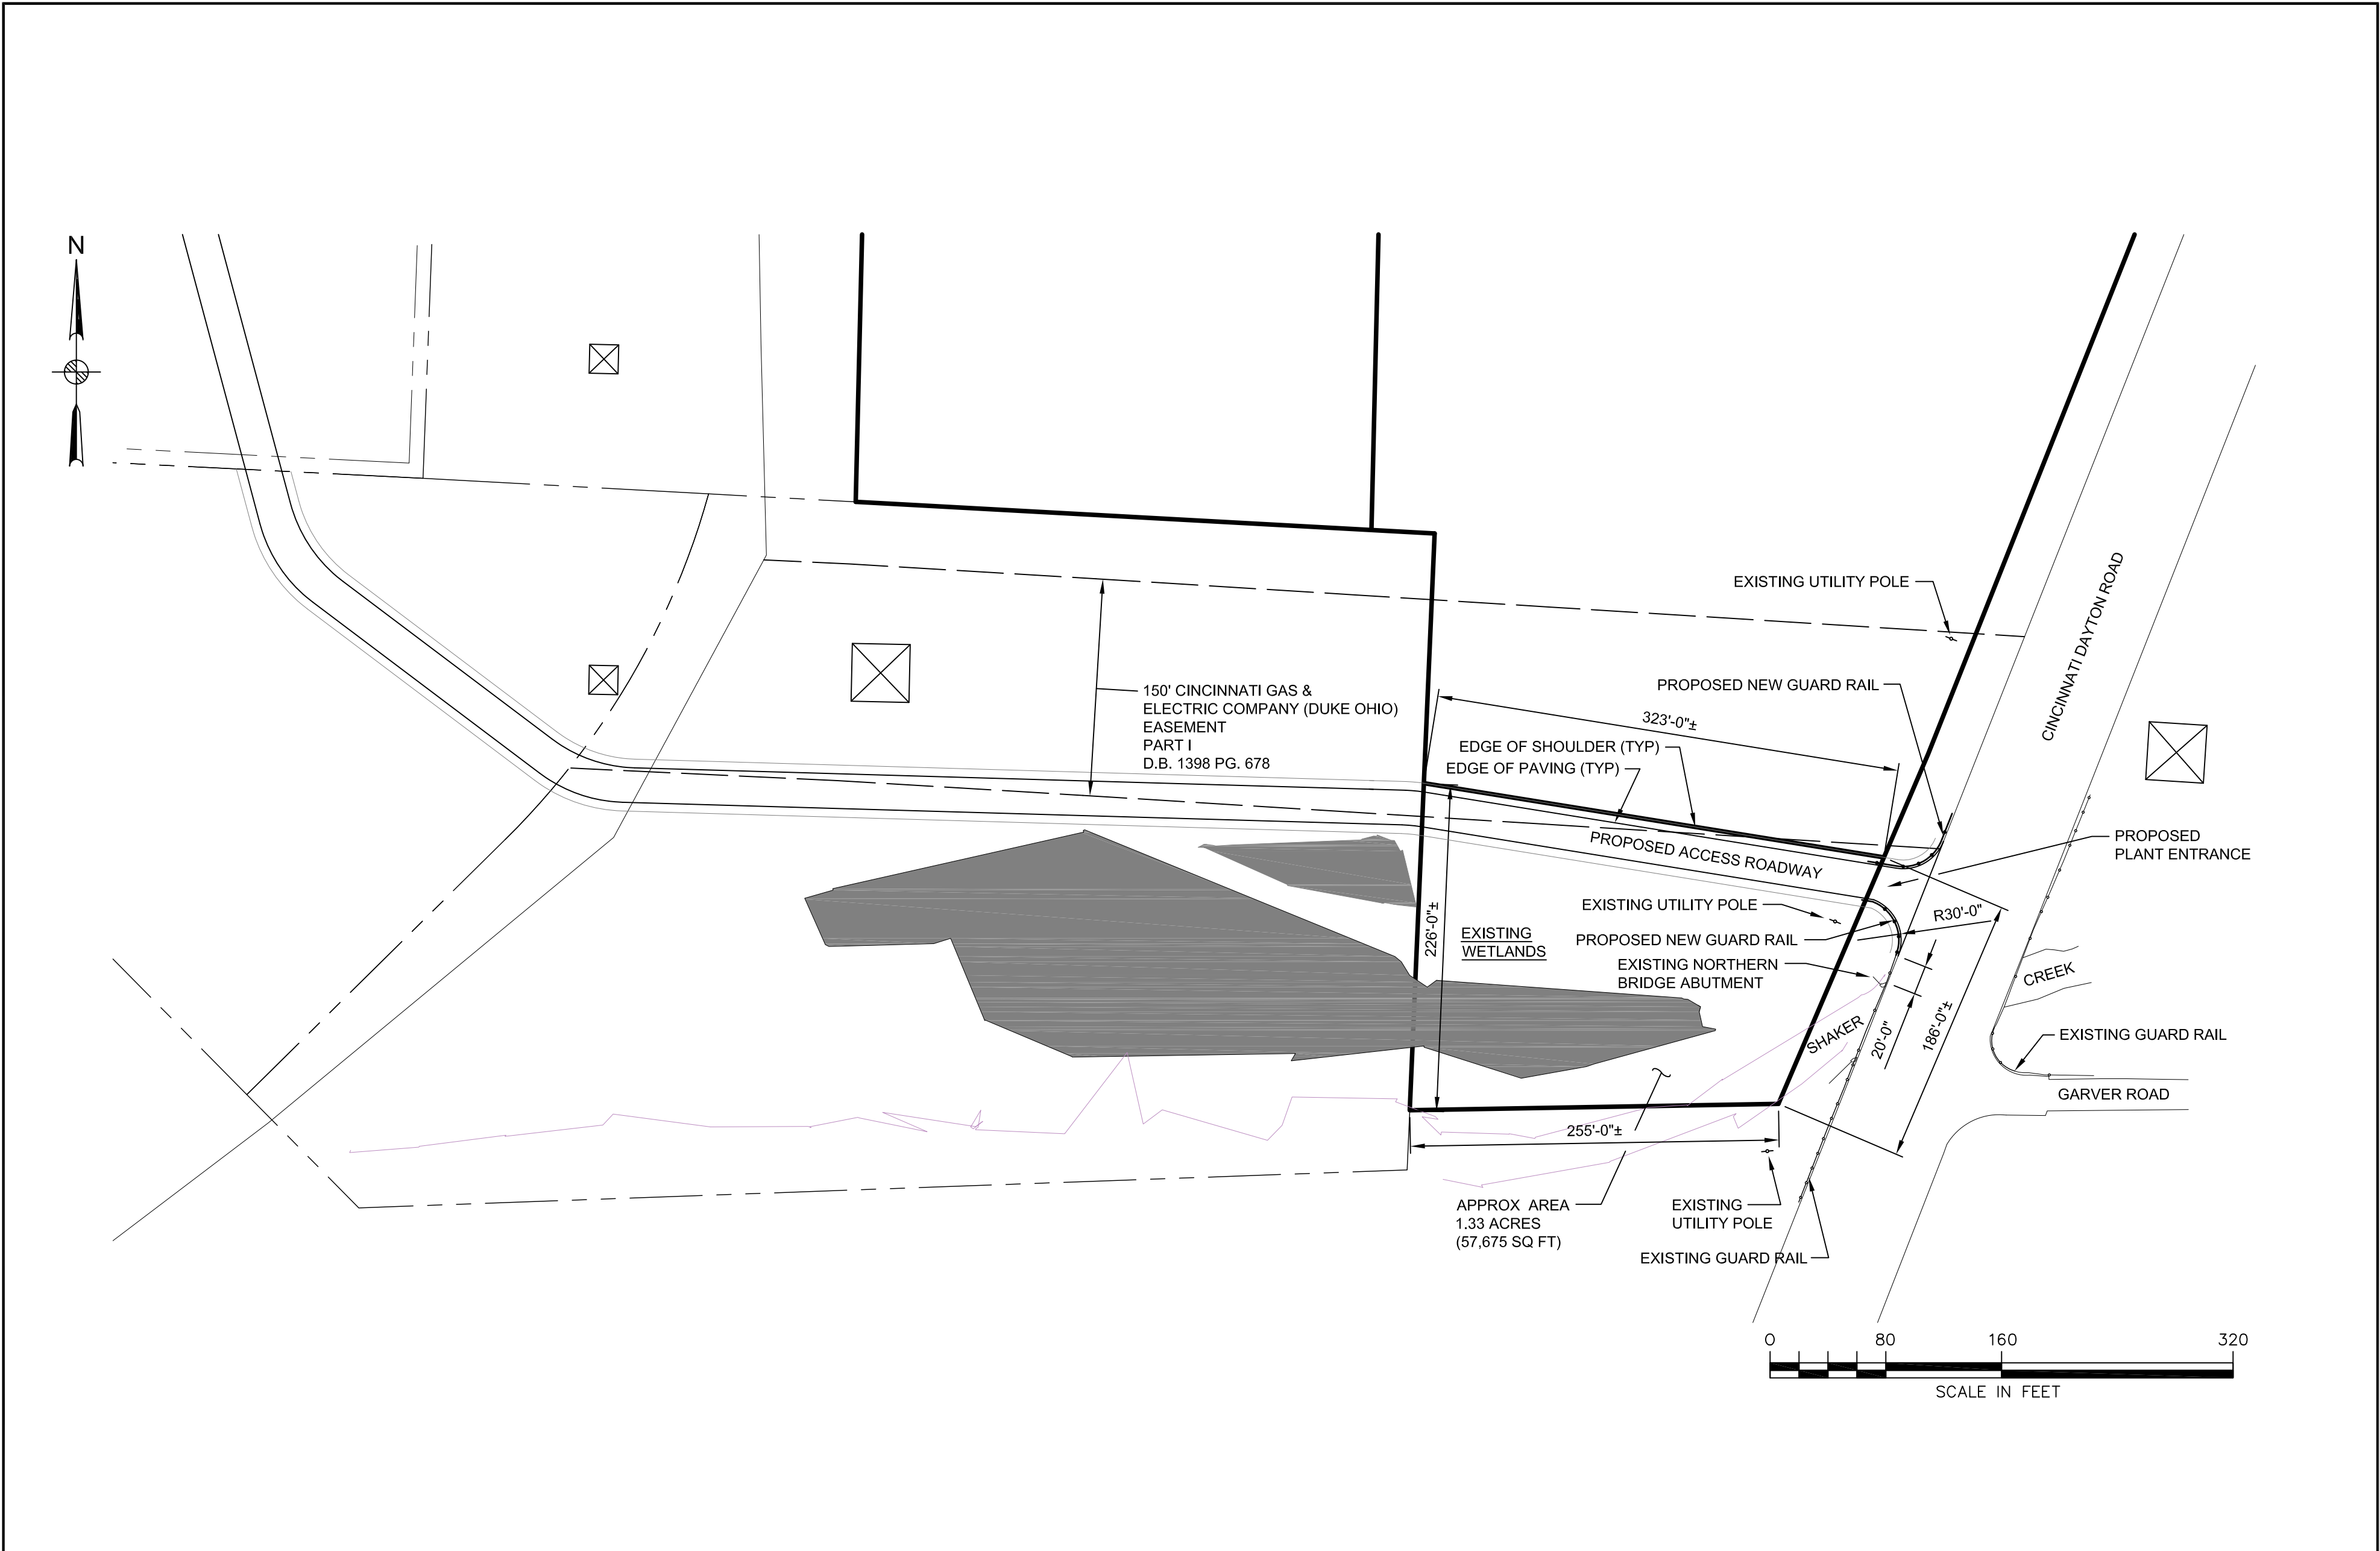 N
EXISTING UTILITY POLE
CINCINNATI DAYTON ROAD
150' CINCINNATI GAS &
ELECTRIC COMPANY (DUKE OHIO)
EASEMENT
PART I
D.B. 1398 PG. 678
PROPOSED NEW GUARD RAIL
323'-0"±
EDGE OF SHOULDER (TYP)
EDGE OF PAVING (TYP)
PROPOSED ACCESS ROADWAY
PROPOSED
PLANT ENTRANCE
226'-0"±
EXISTING
WETLANDS
EXISTING UTILITY POLE
R30'-0"
PROPOSED NEW GUARD RAIL
EXISTING NORTHERN
BRIDGE ABUTMENT
CREEK
SHAKER
20'-0"
186'-0"±
EXISTING GUARD RAIL
GARVER ROAD
255'-0"±
APPROX AREA
1.33 ACRES
(57,675 SQ FT)
EXISTING
UTILITY POLE
EXISTING GUARD RAIL
0 80 160 320
SCALE IN FEET